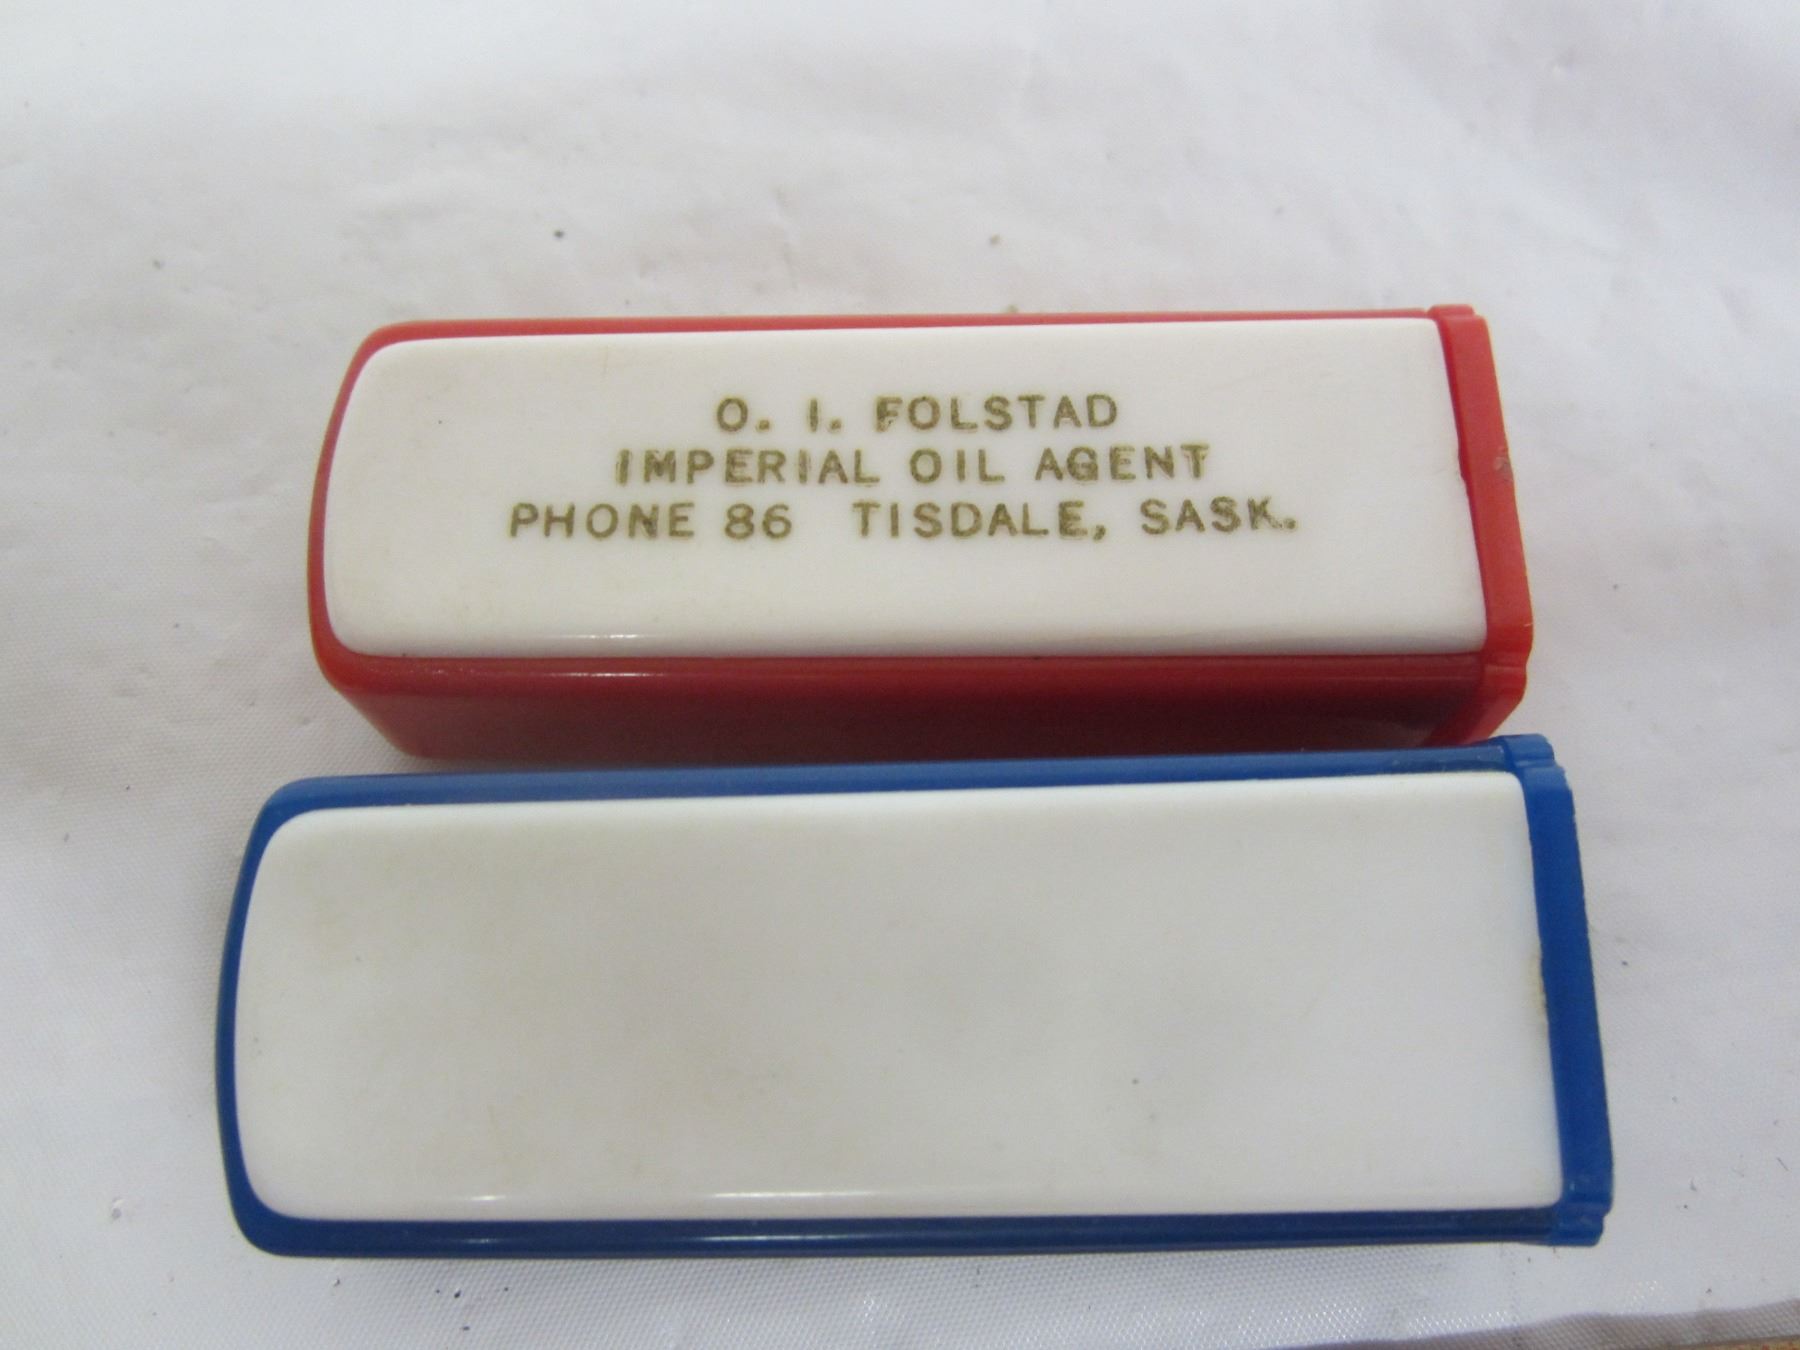 O. I. FOLSTAD
IMPERIAL OIL AGENT
PHONE 86 TISDALE, SASK.